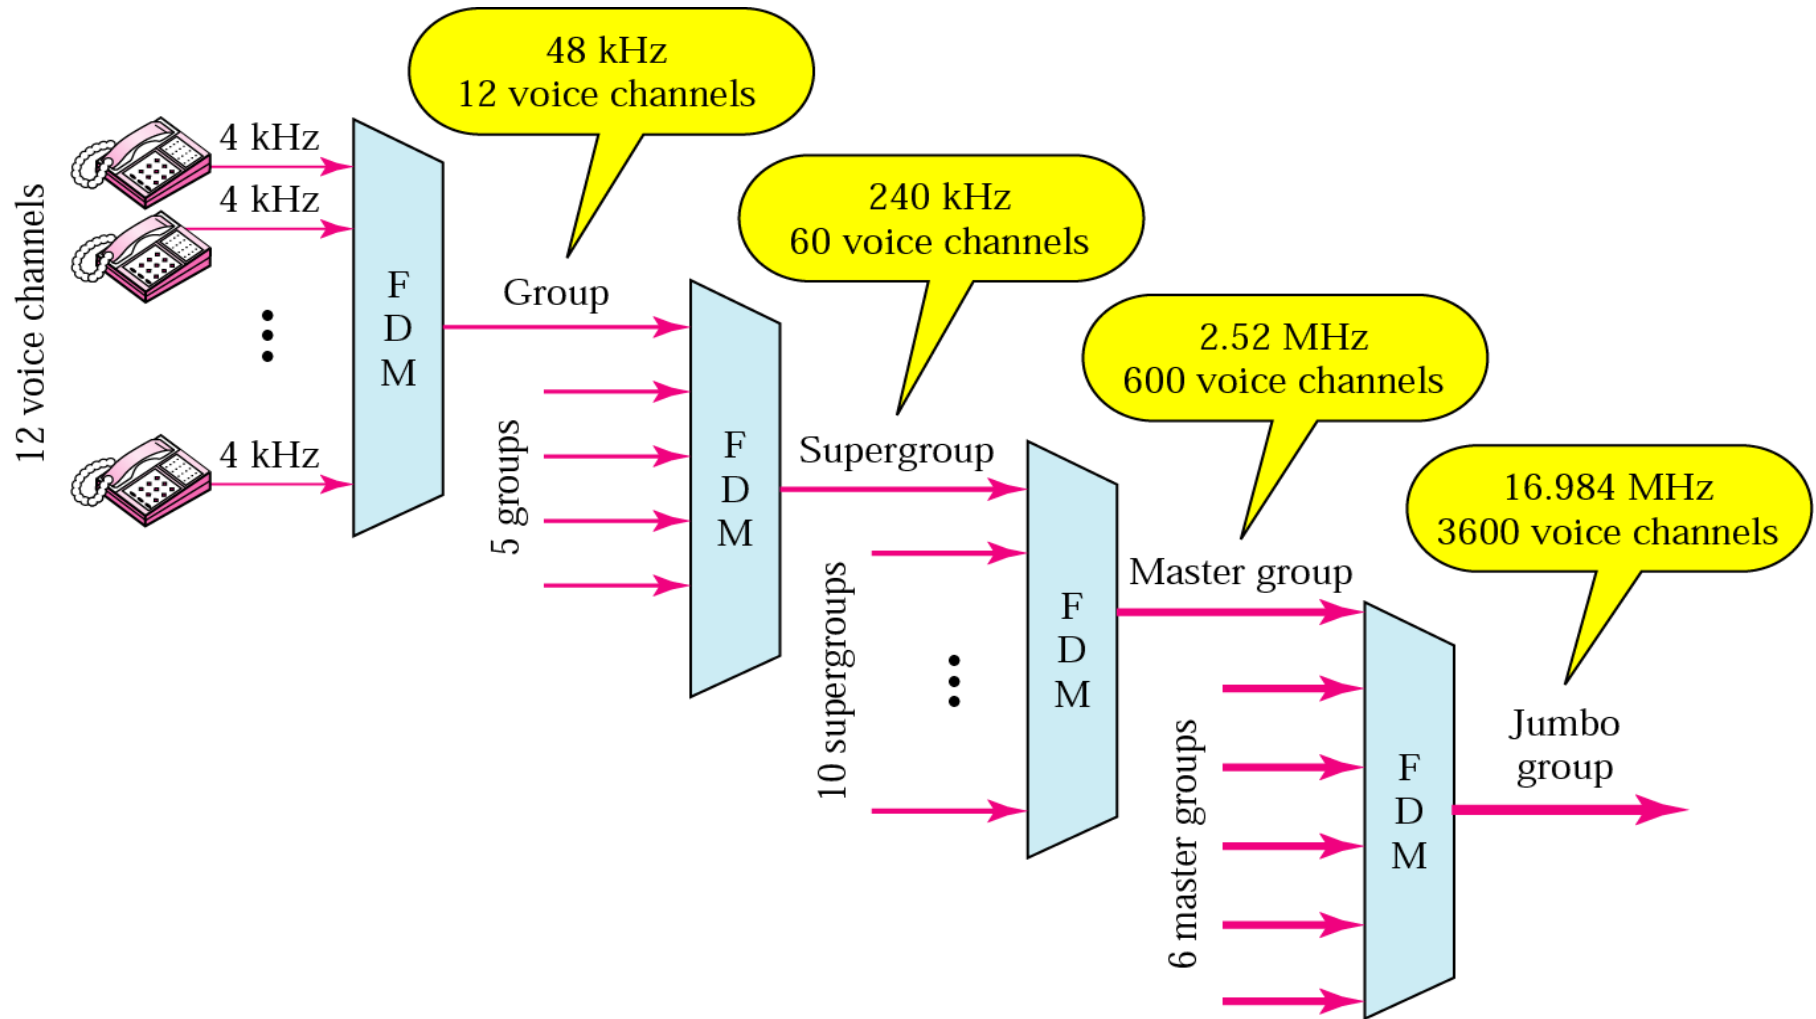 48 kHz
12 voice channels
4 kHz
4 kHz
4 kHz
12 voice channels
F
D
M
Group
240 kHz
60 voice channels
5 groups
F
D
M
Supergroup
2.52 MHz
600 voice channels
10 supergroups
F
D
M
Master group
16.984 MHz
3600 voice channels
6 master groups
F
D
M
Jumbo
group